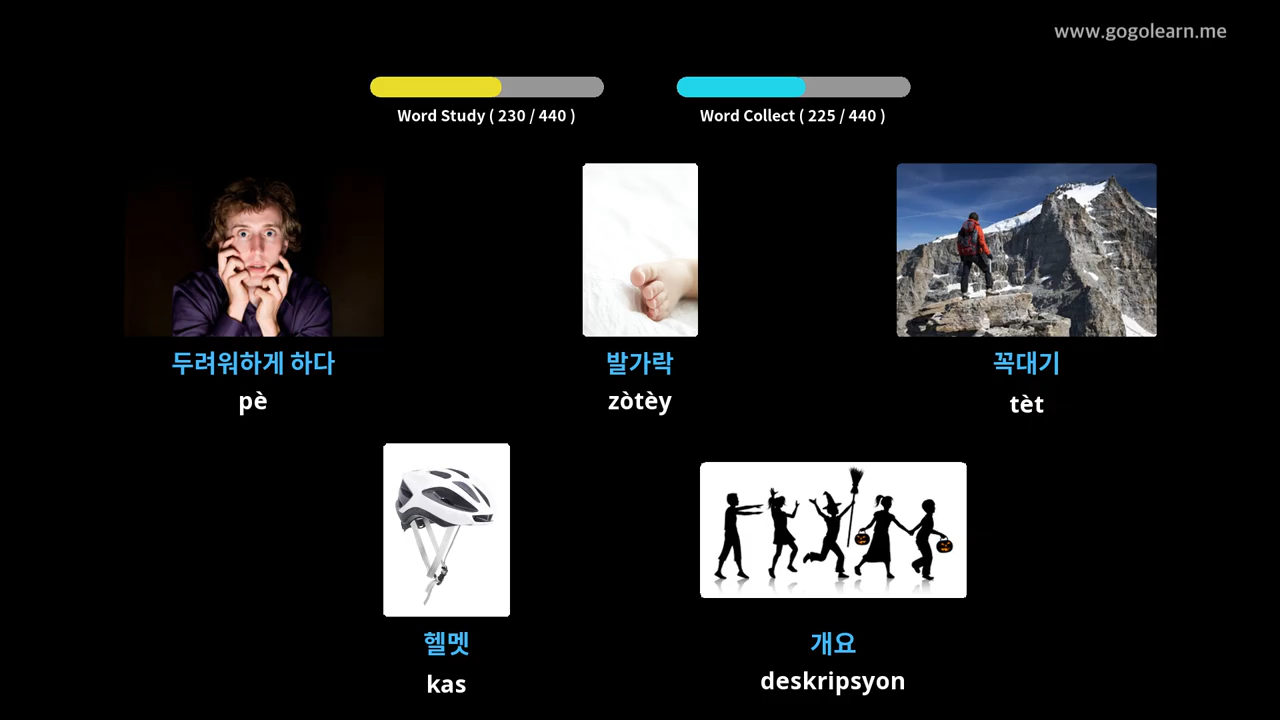 www.gogolearn.me
Word Study ( 230 / 440 )
Word Collect ( 225 / 440 )
두려워하게 하다
pè
발가락
zòtèy
꼭대기
tèt
헬멧
kas
개요
deskripsyon